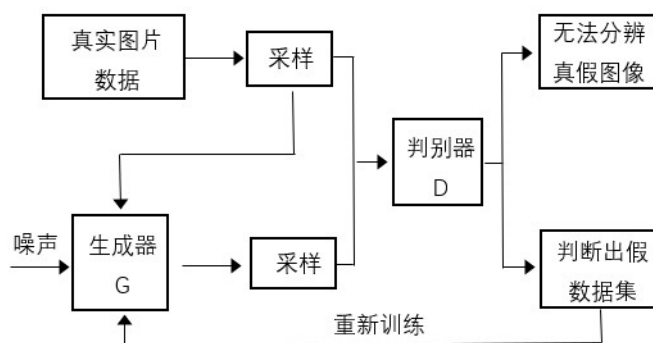 真实图片
数据
采样
无法分辨
真假图像
判别器
D
噪声
生成器
G
采样
判断出假
数据集
重新训练